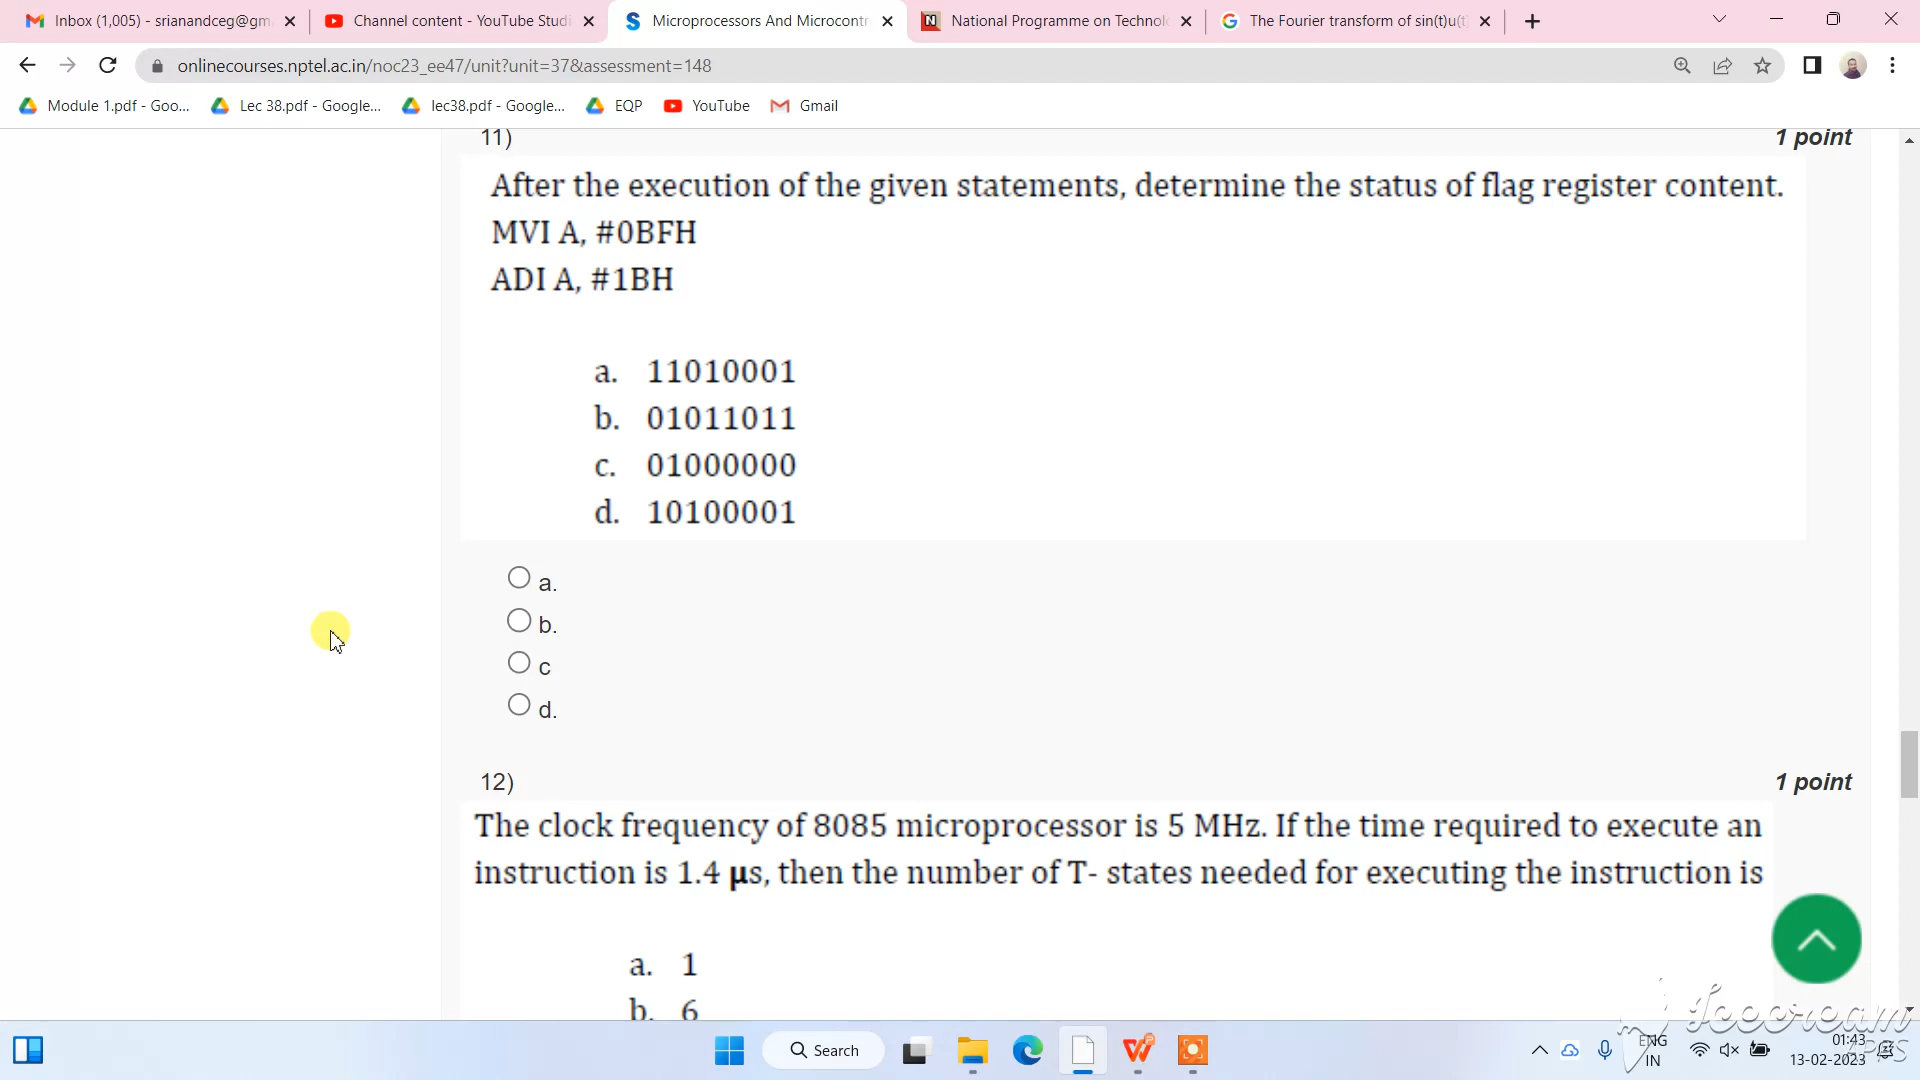 Inbox (1,005) - srianandceg@gm
Channel content - YouTube Studi
Microprocessors And Microcontr
National Programme on Technol
The Fourier transform of sin(t)u(t
onlinecourses.nptel.ac.in/noc23_ee47/unit?unit=37&assessment=148
Module 1.pdf - Goo...
Lec 38.pdf - Google...
lec38.pdf - Google...
EQP
YouTube
Gmail
11)
1 point
After the execution of the given statements, determine the status of flag register content.
MVI A, #0BFH
ADI A, #1BH
a. 11010001
b. 01011011
c. 01000000
d. 10100001
a.
b.
c
d.
12)
1 point
The clock frequency of 8085 microprocessor is 5 MHz. If the time required to execute an
instruction is 1.4 µs, then the number of T- states needed for executing the instruction is
a. 1
b. 6
Icecream
APPS
Search
ENG
IN
01:43
13-02-2023